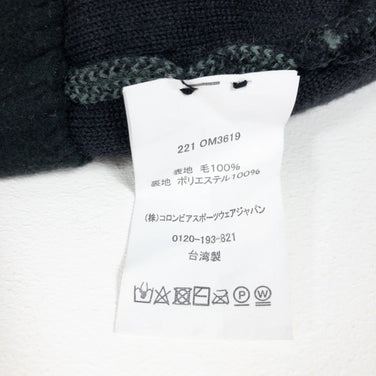 221 OM3619
表地 毛100%
表地 ポリエステル100%
(株)コロンビアスポーツウェアジャパン
0120-193-821
台湾製
P W